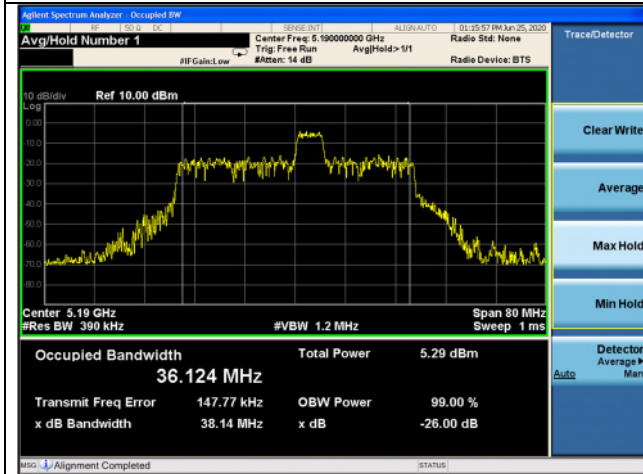 Agilent Spectrum Analyzer - Occupied BW
RF 50 Ω DC SENSE:INT ALIGN AUTO 01:15:57 PM Jun 25, 2020
Avg/Hold Number 1 Center Freq: 5.190000000 GHz Radio Std: None Trace/Detector
Trig: Free Run Avg|Hold:>1/1
#IFGain:Low #Atten: 14 dB Radio Device: BTS
10 dB/div Ref 10.00 dBm
Log
0.00
-10.0
-20.0
-30.0
-40.0
-50.0
-60.0
-70.0
-80.0
Clear Write
Average
Max Hold
Min Hold
Center 5.19 GHz Span 80 MHz
#Res BW 390 kHz #VBW 1.2 MHz Sweep 1 ms
Occupied Bandwidth Total Power 5.29 dBm
36.124 MHz
Transmit Freq Error 147.77 kHz OBW Power 99.00 %
x dB Bandwidth 38.14 MHz x dB -26.00 dB
Detector
Average
Auto Man
MSG Alignment Completed STATUS